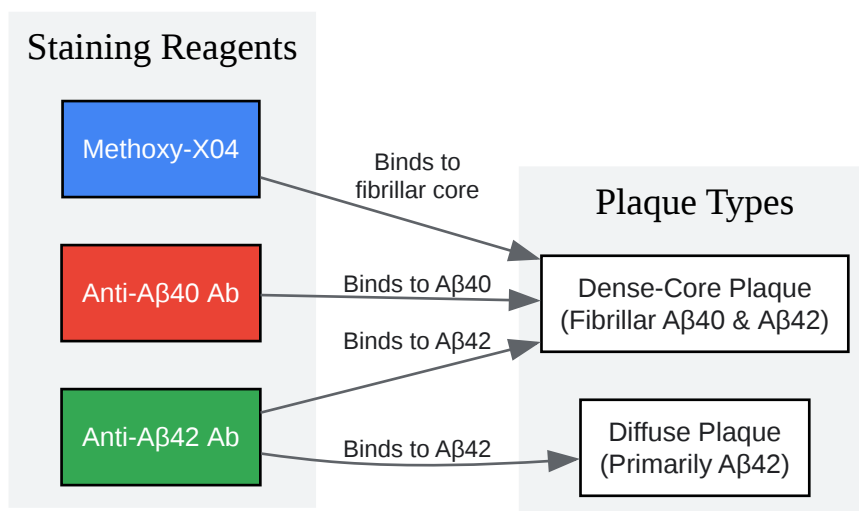 Staining Reagents
Methoxy-X04
Binds to
fibrillar core
Plaque Types
Anti-Aβ40 Ab
Binds to Aβ40
Dense-Core Plaque
(Fibrillar Aβ40 & Aβ42)
Binds to Aβ42
Anti-Aβ42 Ab
Binds to Aβ42
Diffuse Plaque
(Primarily Aβ42)